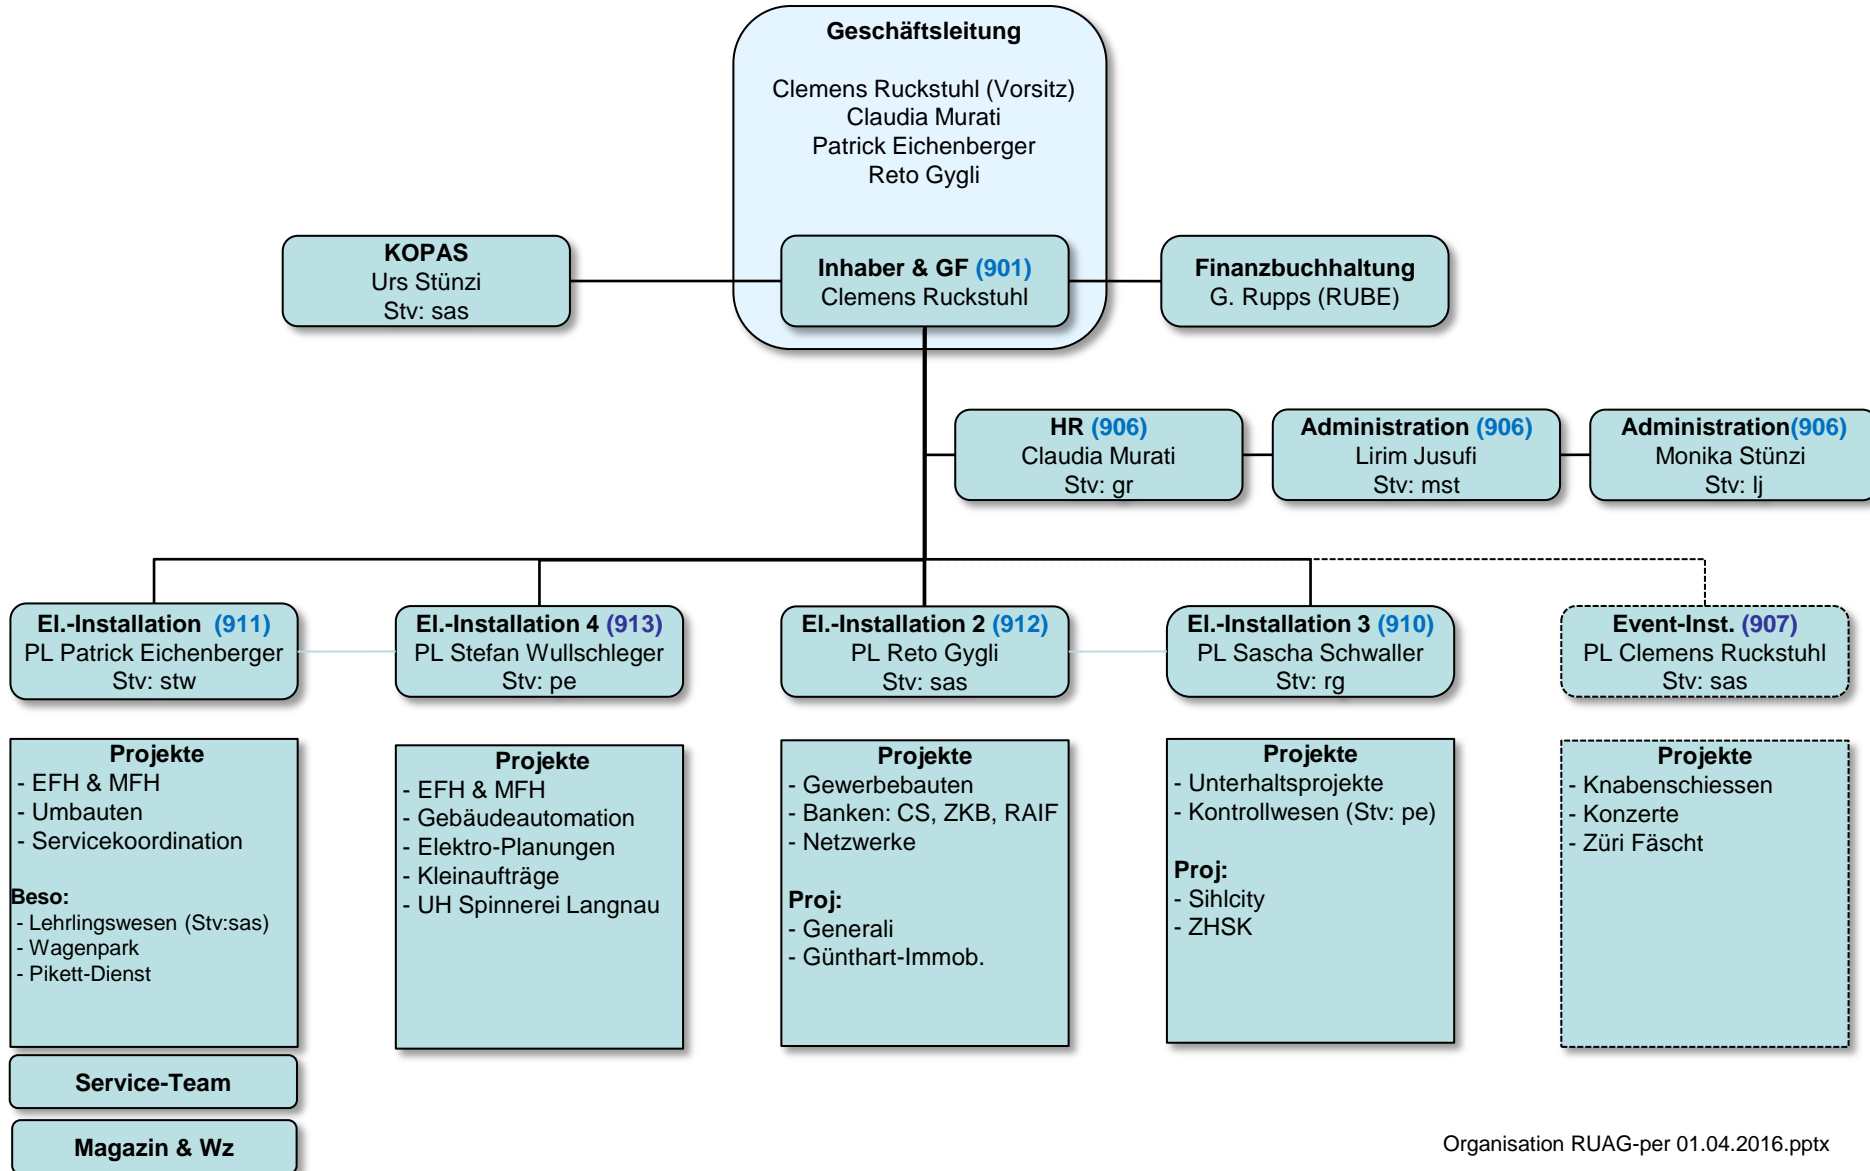 Geschäftsleitung
Clemens Ruckstuhl (Vorsitz)
Claudia Murati
Patrick Eichenberger
Reto Gygli
KOPAS
Urs Stünzi
Stv: sas
Inhaber & GF (901)
Clemens Ruckstuhl
Finanzbuchhaltung
G. Rupps (RUBE)
HR (906)
Claudia Murati
Stv: gr
Administration (906)
Lirim Jusufi
Stv: mst
Administration(906)
Monika Stünzi
Stv: lj
El.-Installation (911)
PL Patrick Eichenberger
Stv: stw
El.-Installation 4 (913)
PL Stefan Wullschleger
Stv: pe
El.-Installation 2 (912)
PL Reto Gygli
Stv: sas
El.-Installation 3 (910)
PL Sascha Schwaller
Stv: rg
Event-Inst. (907)
PL Clemens Ruckstuhl
Stv: sas
Projekte
- EFH & MFH
- Umbauten
- Servicekoordination
Beso:
- Lehrlingswesen (Stv:sas)
- Wagenpark
- Pikett-Dienst
Projekte
- EFH & MFH
- Gebäudeautomation
- Elektro-Planungen
- Kleinaufträge
- UH Spinnerei Langnau
Projekte
- Gewerbebauten
- Banken: CS, ZKB, RAIF
- Netzwerke
Proj:
- Generali
- Günthart-Immob.
Projekte
- Unterhaltsprojekte
- Kontrollwesen (Stv: pe)
Proj:
- Sihlcity
- ZHSK
Projekte
- Knabenschiessen
- Konzerte
- Züri Fäscht
Service-Team
Magazin & Wz
Organisation RUAG-per 01.04.2016.pptx